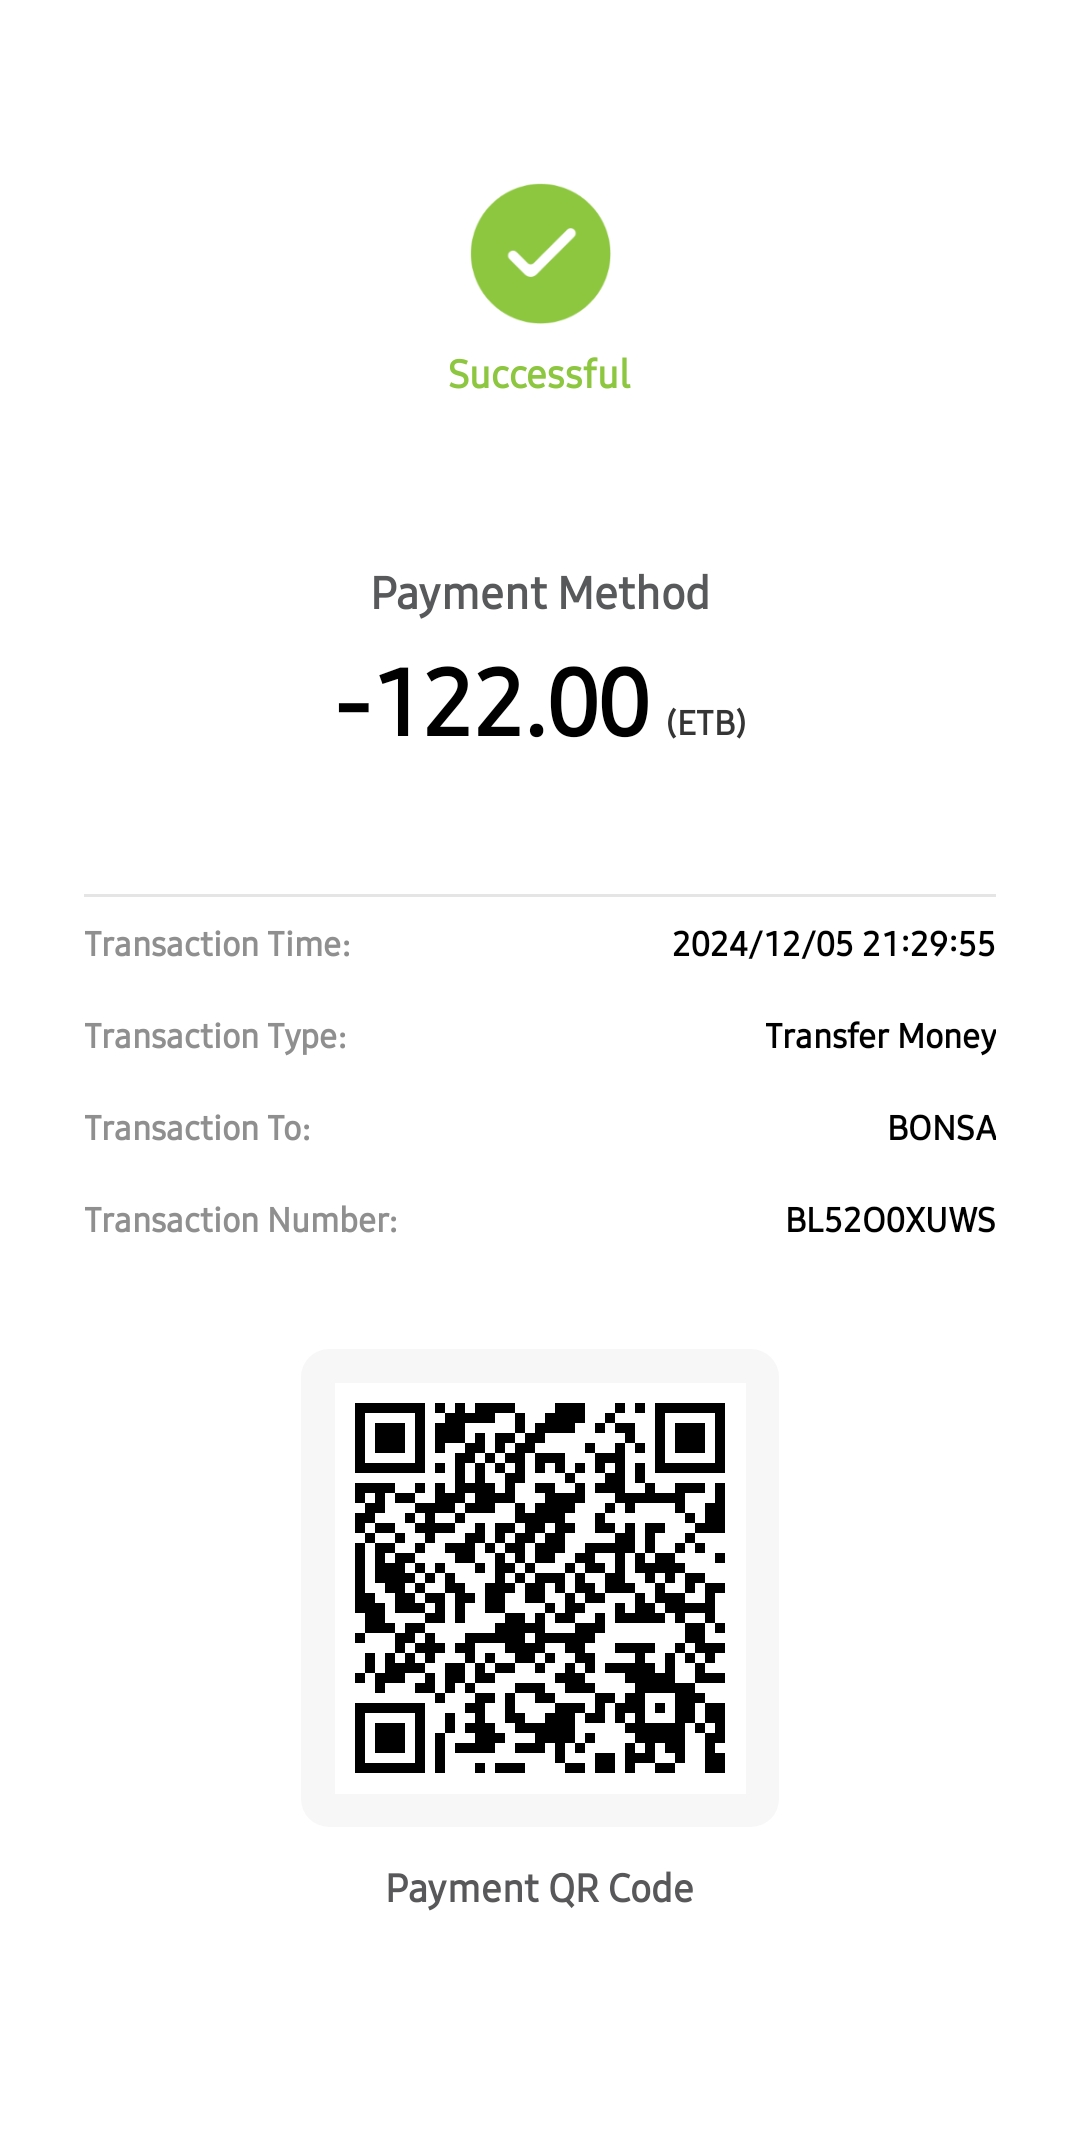 Successful
Payment Method
-122.00 (ETB)
Transaction Time: 2024/12/05 21:29:55
Transaction Type: Transfer Money
Transaction To: BONSA
Transaction Number: BL52O0XUWS
Payment QR Code